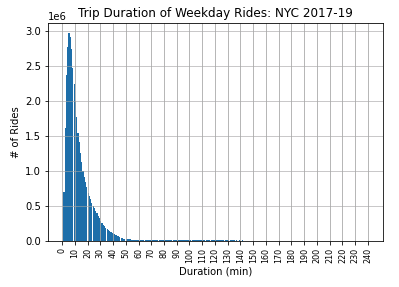 Trip Duration of Weekday Rides: NYC 2017-19
1e6
3.0
2.5
2.0
1.5
1.0
0.5
0.0
# of Rides
0 10 20 30 40 50 60 70 80 90 100 110 120 130 140 150 160 170 180 190 200 210 220 230 240
Duration (min)